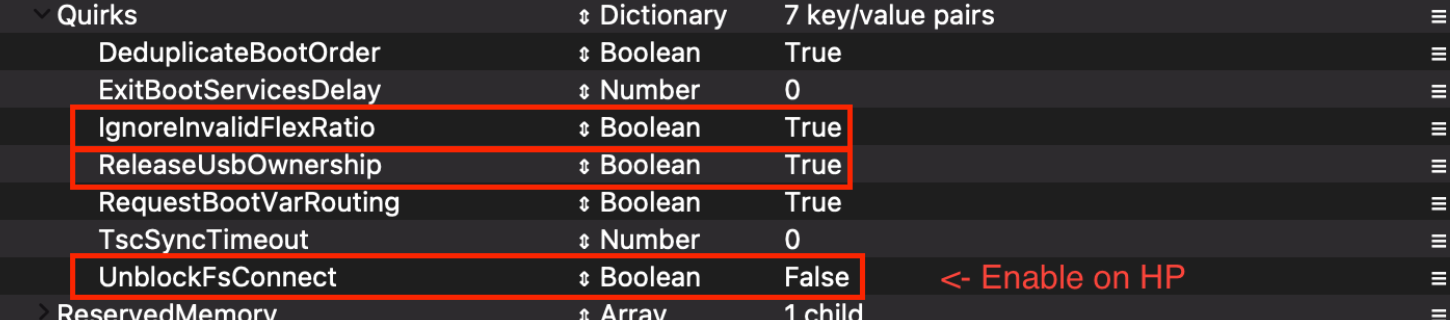 Quirks Dictionary 7 key/value pairs
DeduplicateBootOrder Boolean True
ExitBootServicesDelay Number 0
IgnoreInvalidFlexRatio Boolean True
ReleaseUsbOwnership Boolean True
RequestBootVarRouting Boolean True
TscSyncTimeout Number 0
UnblockFsConnect Boolean False <- Enable on HP
ReservedMemory Array 1 child